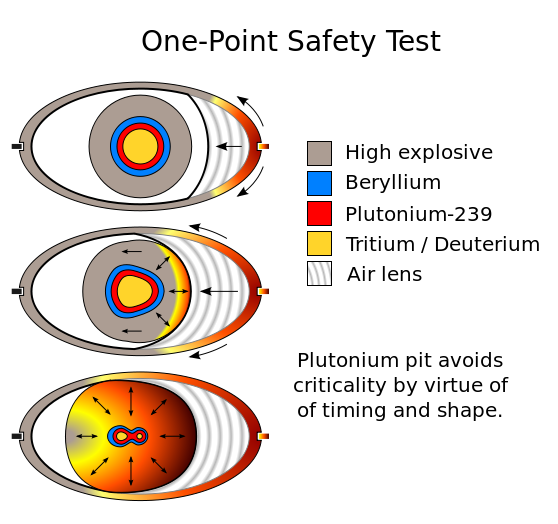 One-Point Safety Test
High explosive
Beryllium
Plutonium-239
Tritium / Deuterium
Air lens
Plutonium pit avoids
criticality by virtue of
of timing and shape.